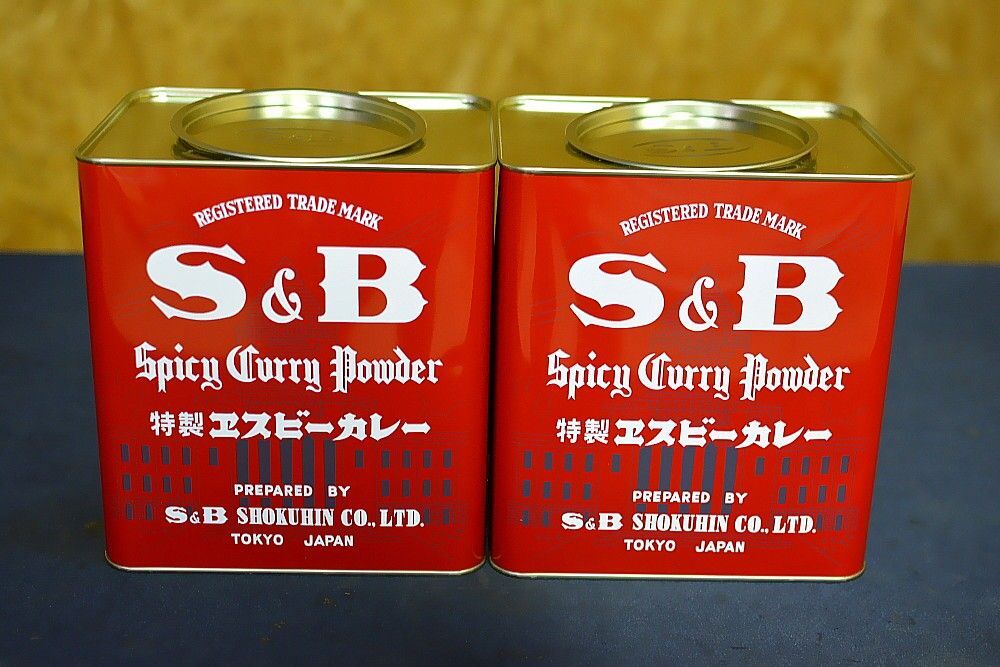 REGISTERED TRADE MARK
S & B
Spicy Curry Powder
特製 ヱスビーカレー
PREPARED BY
S&B SHOKUHIN CO., LTD.
TOKYO JAPAN
REGISTERED TRADE MARK
S & B
Spicy Curry Powder
特製 ヱスビーカレー
PREPARED BY
S&B SHOKUHIN CO., LTD.
TOKYO JAPAN